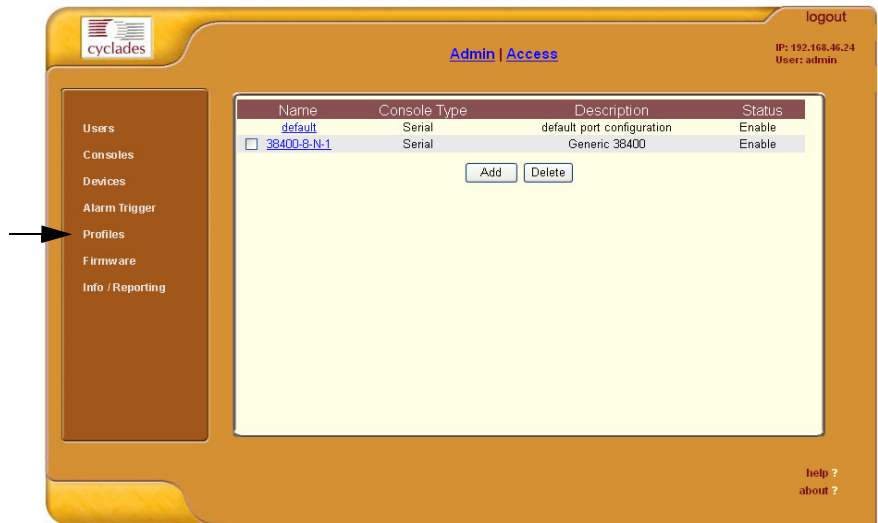 logout
cyclades
Admin | Access
IP: 192.168.46.24
User: admin
Users
Consoles
Devices
Alarm Trigger
Profiles
Firmware
Info / Reporting
Name Console Type Description Status
default Serial default port configuration Enable
38400-8-N-1 Serial Generic 38400 Enable
Add Delete
help ?
about ?